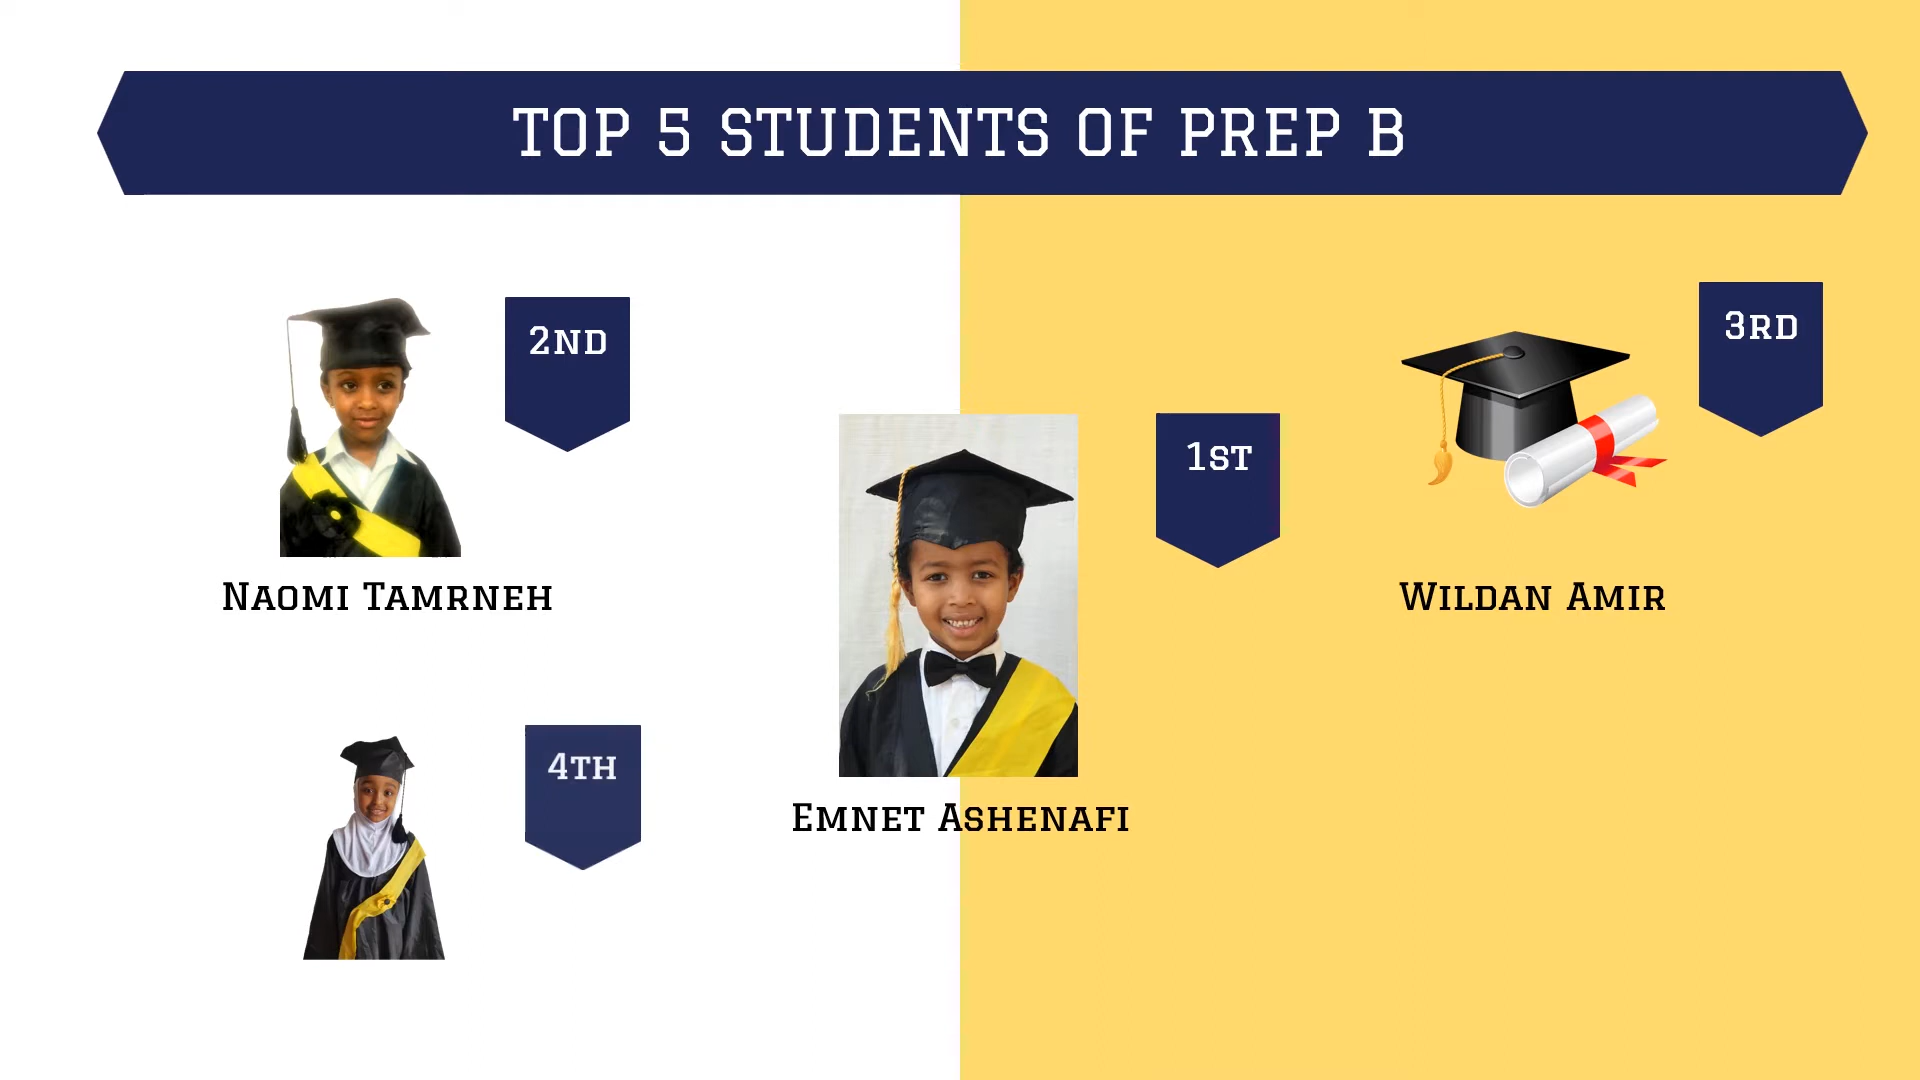 TOP 5 STUDENTS OF PREP B
2ND
Naomi Tamrneh
1ST
Emnet Ashenafi
3RD
Wildan Amir
4TH